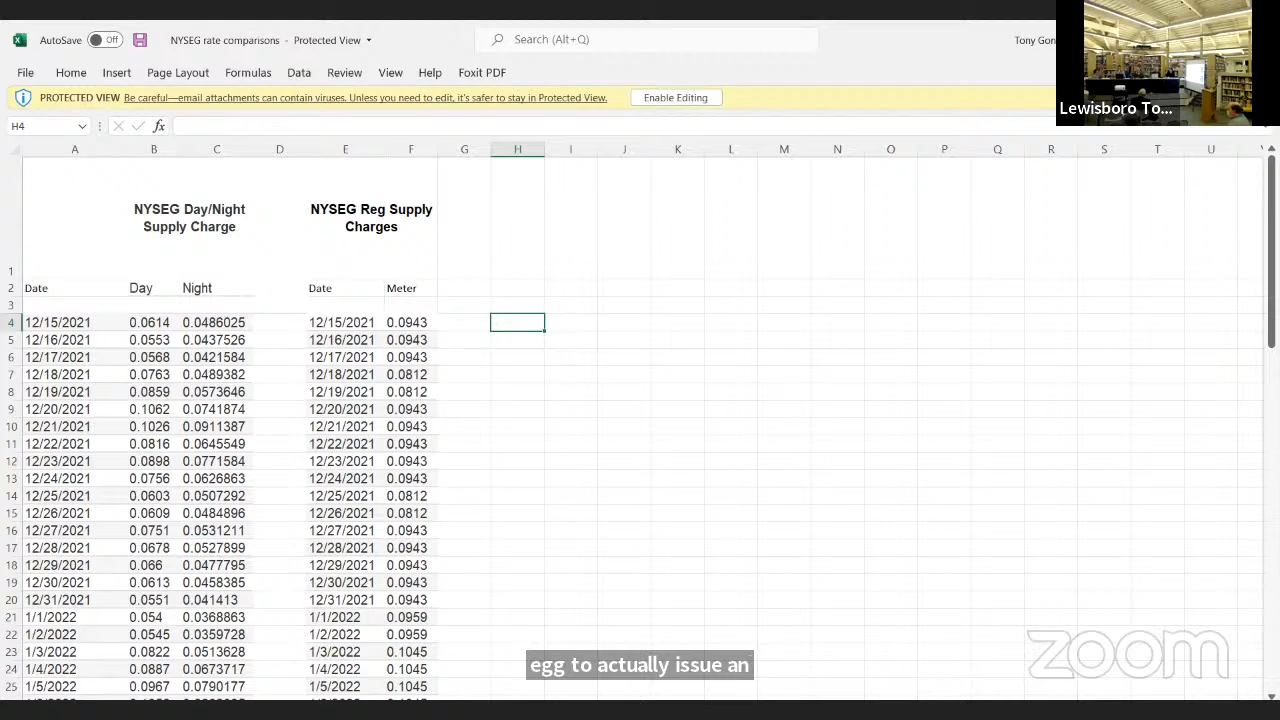 AutoSave Off NYSEG rate comparisons - Protected View Search (Alt+Q) Tony Gon
File Home Insert Page Layout Formulas Data Review View Help Foxit PDF
PROTECTED VIEW Be careful—email attachments can contain viruses. Unless you need to edit, it's safer to stay in Protected View. Enable Editing
Lewisboro To...
H4 fx
A B C D E F G H I J K L M N O P Q R S T U
NYSEG Day/Night NYSEG Reg Supply
Supply Charge Charges
1
2 Date Day Night Date Meter
3
4 12/15/2021 0.0614 0.0486025 12/15/2021 0.0943
5 12/16/2021 0.0553 0.0437526 12/16/2021 0.0943
6 12/17/2021 0.0568 0.0421584 12/17/2021 0.0943
7 12/18/2021 0.0763 0.0489382 12/18/2021 0.0812
8 12/19/2021 0.0859 0.0573646 12/19/2021 0.0812
9 12/20/2021 0.1062 0.0741874 12/20/2021 0.0943
10 12/21/2021 0.1026 0.0911387 12/21/2021 0.0943
11 12/22/2021 0.0816 0.0645549 12/22/2021 0.0943
12 12/23/2021 0.0898 0.0771584 12/23/2021 0.0943
13 12/24/2021 0.0756 0.0626863 12/24/2021 0.0943
14 12/25/2021 0.0603 0.0507292 12/25/2021 0.0812
15 12/26/2021 0.0609 0.0484896 12/26/2021 0.0812
16 12/27/2021 0.0751 0.0531211 12/27/2021 0.0943
17 12/28/2021 0.0678 0.0527899 12/28/2021 0.0943
18 12/29/2021 0.066 0.0477795 12/29/2021 0.0943
19 12/30/2021 0.0613 0.0458385 12/30/2021 0.0943
20 12/31/2021 0.0551 0.041413 12/31/2021 0.0943
21 1/1/2022 0.054 0.0368863 1/1/2022 0.0959
22 1/2/2022 0.0545 0.0359728 1/2/2022 0.0959
23 1/3/2022 0.0822 0.0513628 1/3/2022 0.1045
24 1/4/2022 0.0887 0.0673717 1/4/2022 0.1045
25 1/5/2022 0.0967 0.0790177 1/5/2022 0.1045
egg to actually issue an
zoom